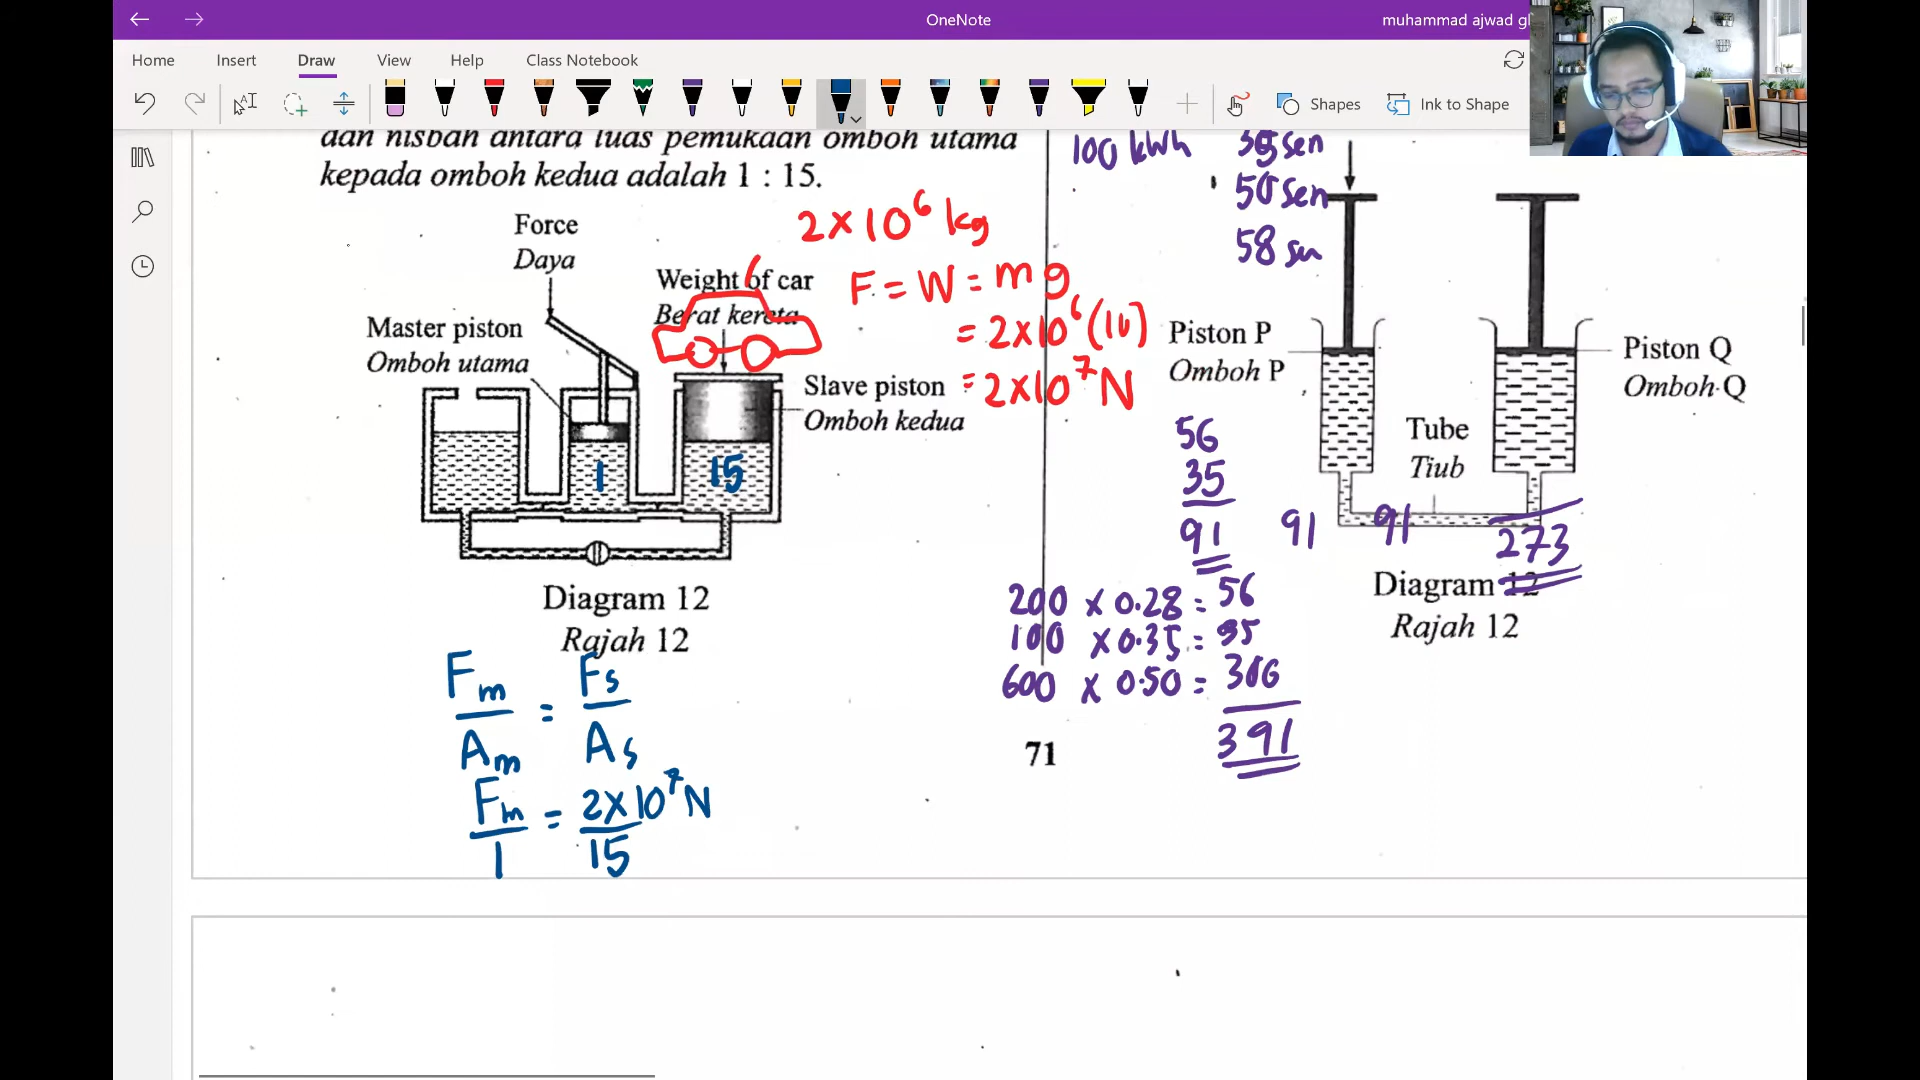 OneNote
muhammad ajwad gh
Home Insert Draw View Help Class Notebook
Shapes Ink to Shape
dan nisbah antara luas pemukaan omboh utama
kepada omboh kedua adalah 1 : 15.
Force
Daya
Weight of car
Berat kereta
Master piston
Omboh utama
Slave piston
Omboh kedua
1
15
Diagram 12
Rajah 12
2 x 10⁶ kg
F = W = mg
= 2x10⁶(10)
= 2x10⁷N
Fm/Am = Fs/As
Fm/1 = 2x10⁷N/15
100 kWh
sen
50 sen
58
Piston P
Omboh P
Piston Q
Omboh Q
Tube
Tiub
56
35
91 91 91 273
Diagram 12
Rajah 12
200 x 0.28 = 56
100 x 0.35 = 35
600 x 0.50 = 300
391
71